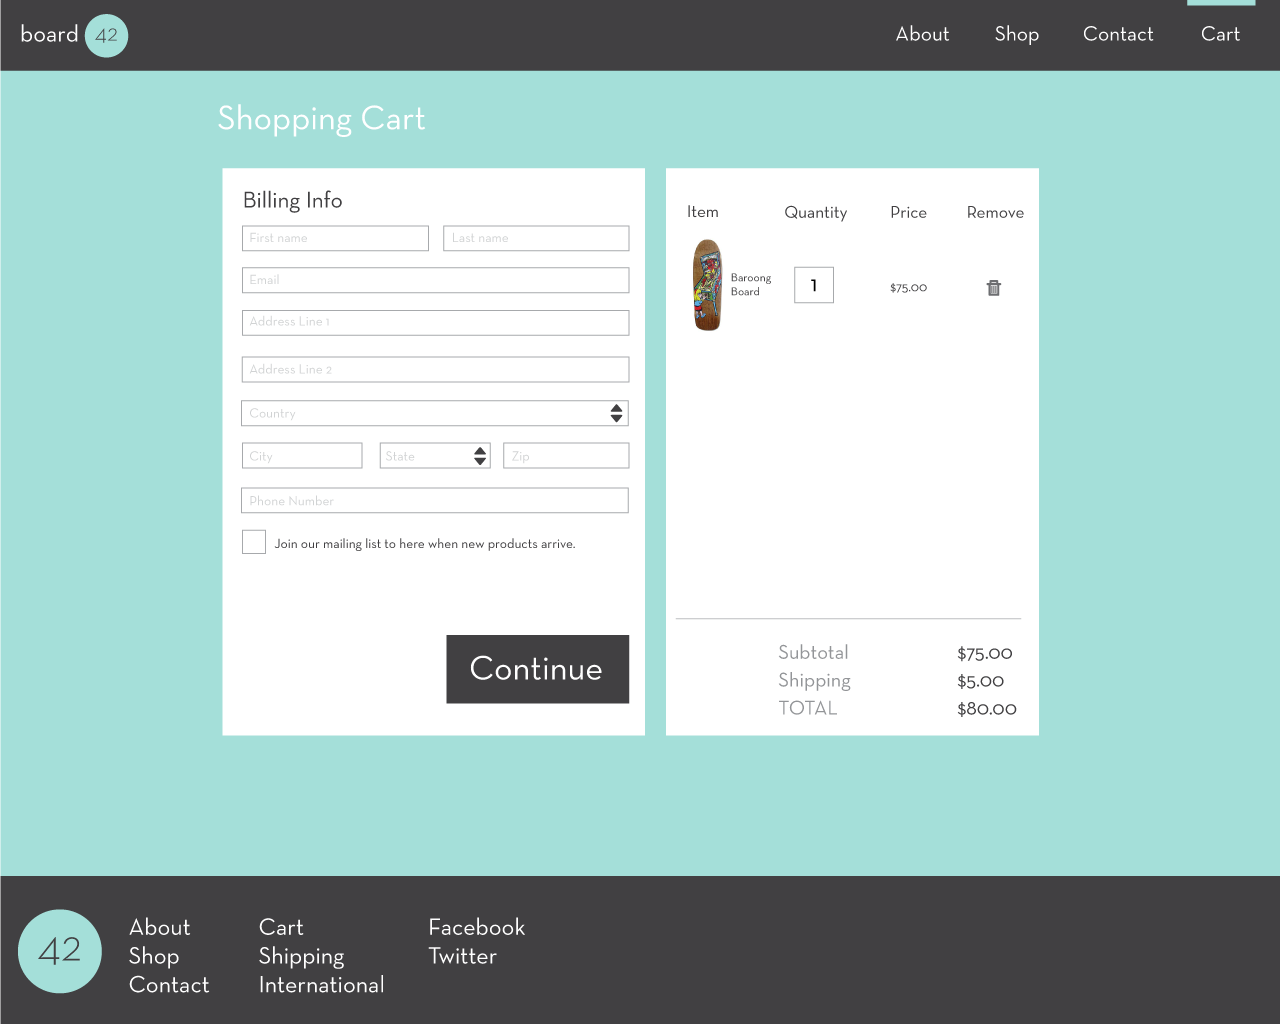 board 42
About Shop Contact Cart
Shopping Cart
Billing Info
First name Last name
Email
Address Line 1
Address Line 2
Country
City State Zip
Phone Number
Join our mailing list to here when new products arrive.
Continue
Item Quantity Price Remove
Baroong
Board
1 $75.00
Subtotal $75.00
Shipping $5.00
TOTAL $80.00
42
About
Shop
Contact
Cart
Shipping
International
Facebook
Twitter